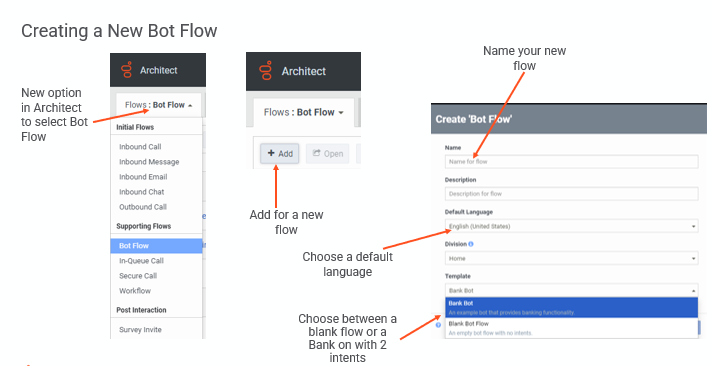 Creating a New Bot Flow
New option
in Architect
to select Bot
Flow
Architect
Flows : Bot Flow
Initial Flows
Inbound Call
Inbound Message
Inbound Email
Inbound Chat
Outbound Call
Supporting Flows
Bot Flow
In-Queue Call
Secure Call
Workflow
Post Interaction
Survey Invite
Architect
Flows : Bot Flow
+ Add
Open
Add for a new
flow
Name your new
flow
Create 'Bot Flow'
Name
Name for flow
Description
Description for flow
Default Language
English (United States)
Division
Home
Template
Bank Bot
Bank Bot
An example bot that provides banking functionality.
Blank Bot Flow
An empty bot flow with no intents.
Choose a default
language
Choose between a
blank flow or a
Bank on with 2
intents